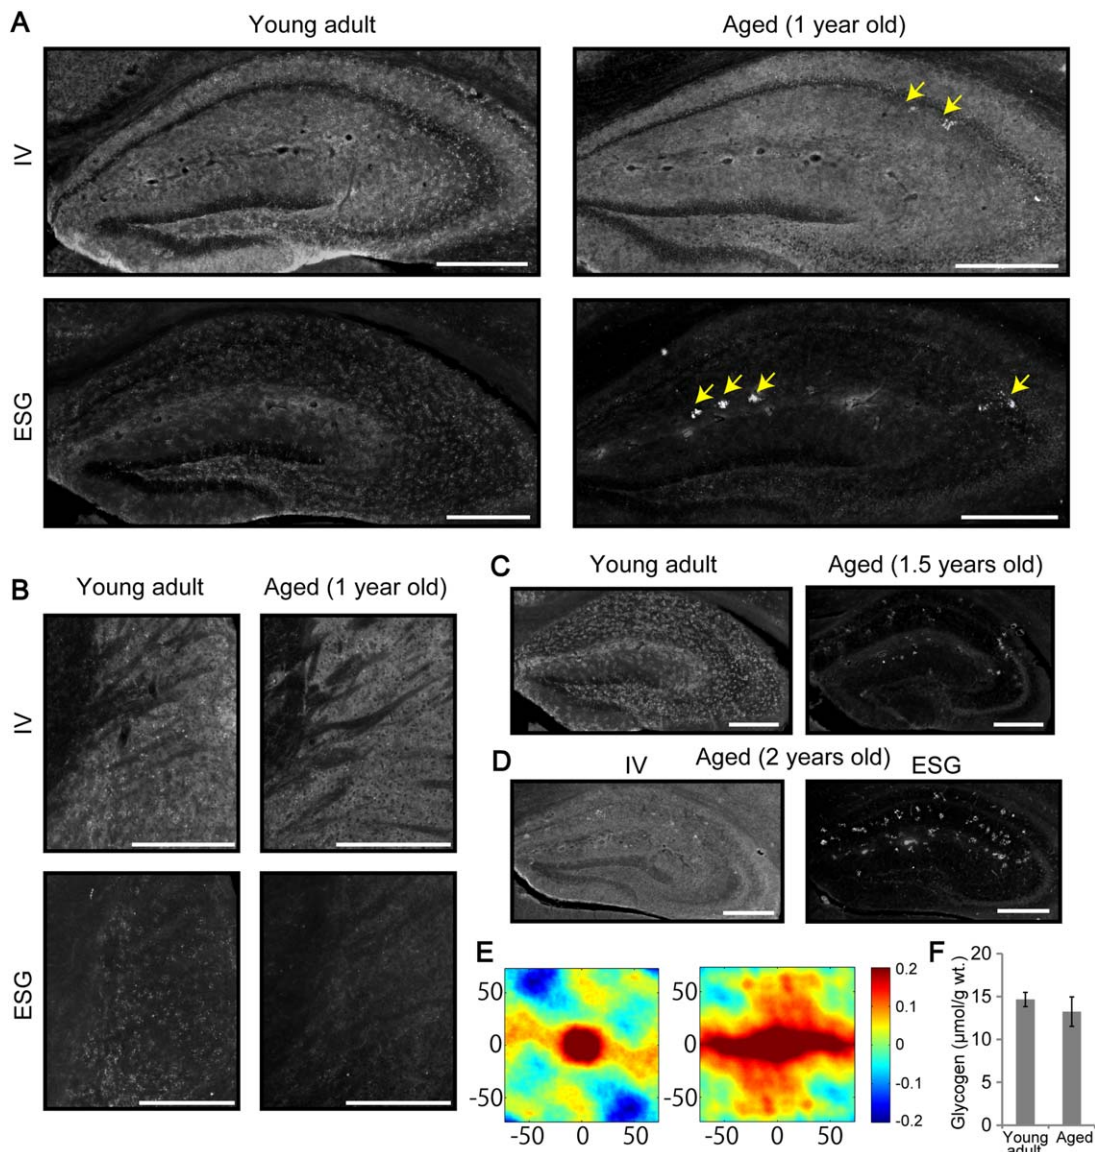 A
Young adult
Aged (1 year old)
IV
ESG
B
Young adult
Aged (1 year old)
IV
ESG
C
Young adult
Aged (1.5 years old)
D
Aged (2 years old)
IV
ESG
E
50
0
-50
-50
0
50
50
0
-50
-50
0
50
0.2
0.1
0
-0.1
-0.2
F
Glycogen (µmol/g wt.)
20
15
10
5
0
Young
adult
Aged